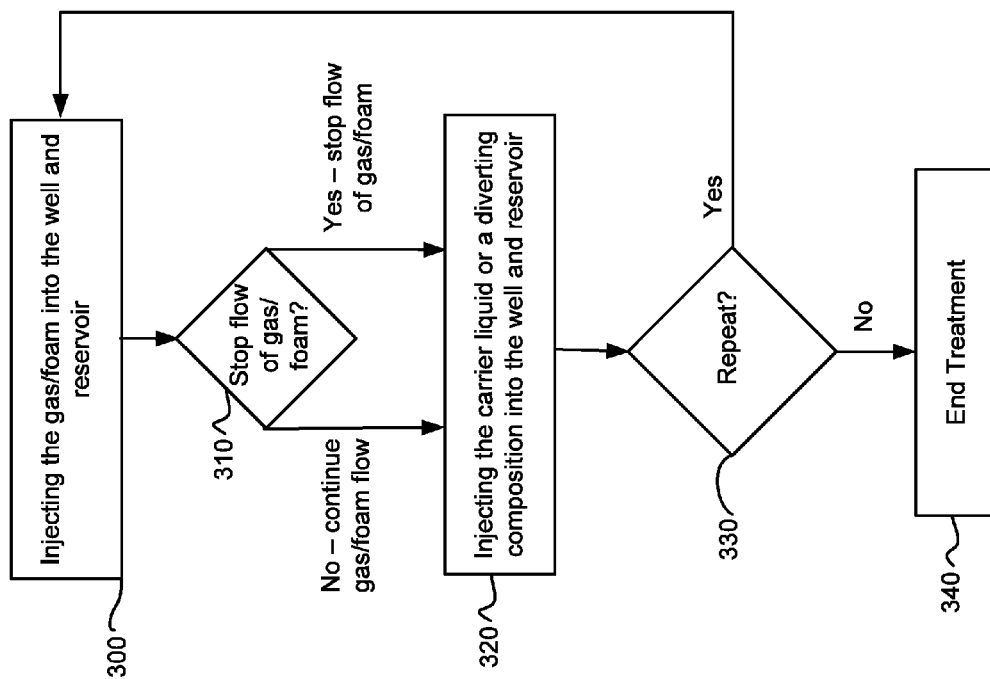 Injecting the gas/foam into the well and
reservoir
300
Stop flow
of gas/
foam?
310
No – continue
gas/foam flow
Yes – stop flow
of gas/foam
Injecting the carrier liquid or a diverting
composition into the well and reservoir
320
Repeat?
330
Yes
No
End Treatment
340